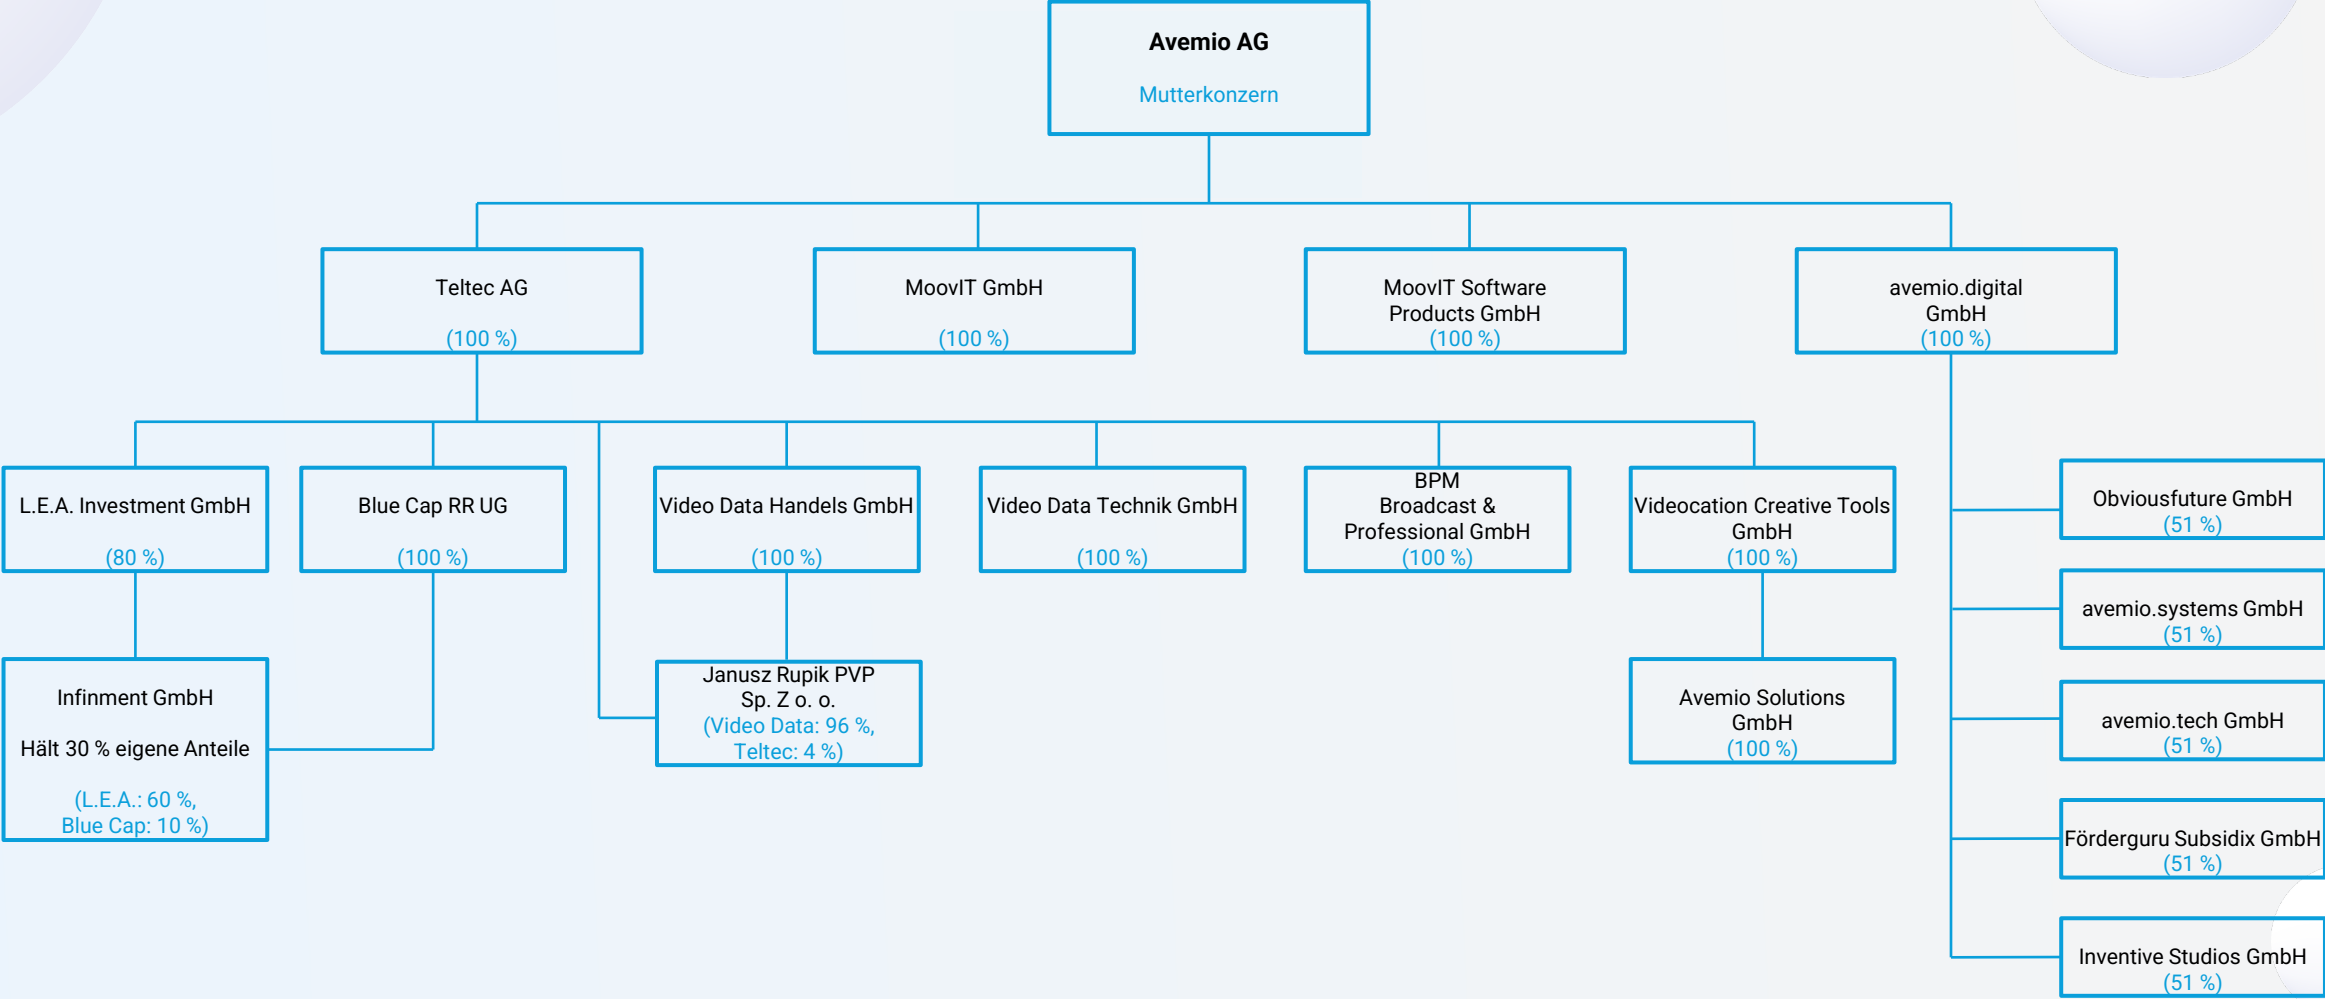 Avemio AG
Mutterkonzern
Teltec AG
(100 %)
MoovIT GmbH
(100 %)
MoovIT Software
Products GmbH
(100 %)
avemio.digital
GmbH
(100 %)
L.E.A. Investment GmbH
(80 %)
Blue Cap RR UG
(100 %)
Video Data Handels GmbH
(100 %)
Video Data Technik GmbH
(100 %)
BPM
Broadcast &
Professional GmbH
(100 %)
Videocation Creative Tools
GmbH
(100 %)
Infinment GmbH
Hält 30 % eigene Anteile
(L.E.A.: 60 %,
Blue Cap: 10 %)
Janusz Rupik PVP
Sp. Z o. o.
(Video Data: 96 %,
Teltec: 4 %)
Avemio Solutions
GmbH
(100 %)
Obviousfuture GmbH
(51 %)
avemio.systems GmbH
(51 %)
avemio.tech GmbH
(51 %)
Förderguru Subsidix GmbH
(51 %)
Inventive Studios GmbH
(51 %)